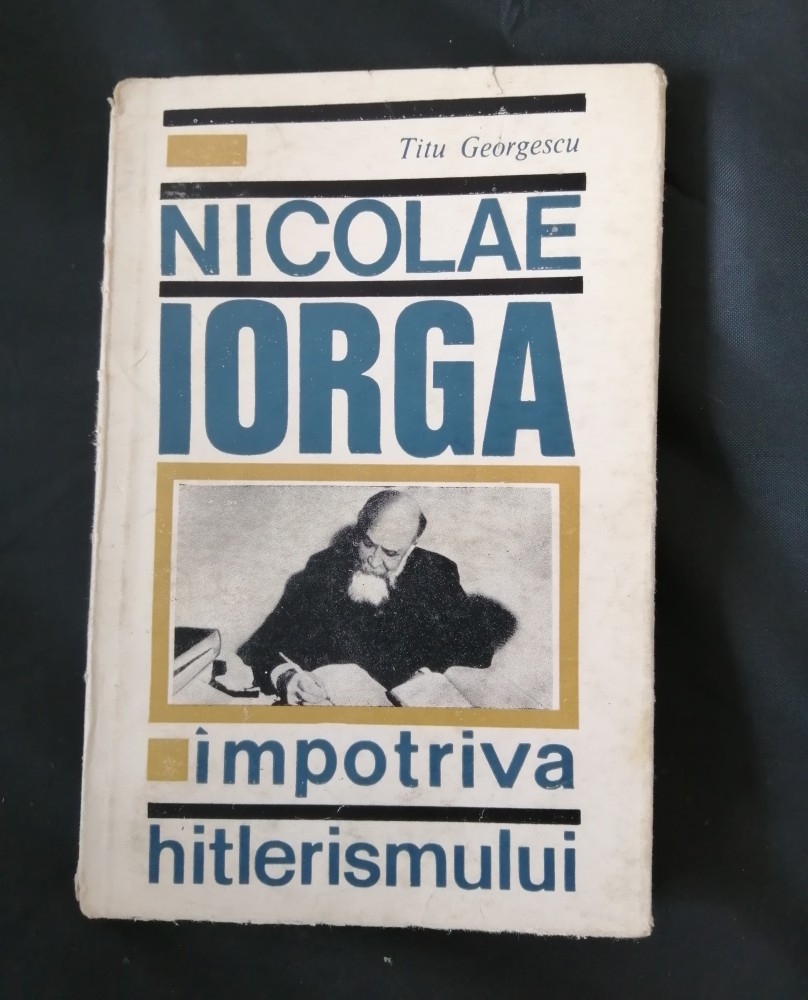 Titu Georgescu
NICOLAE
IORGA
împotriva
hitlerismului